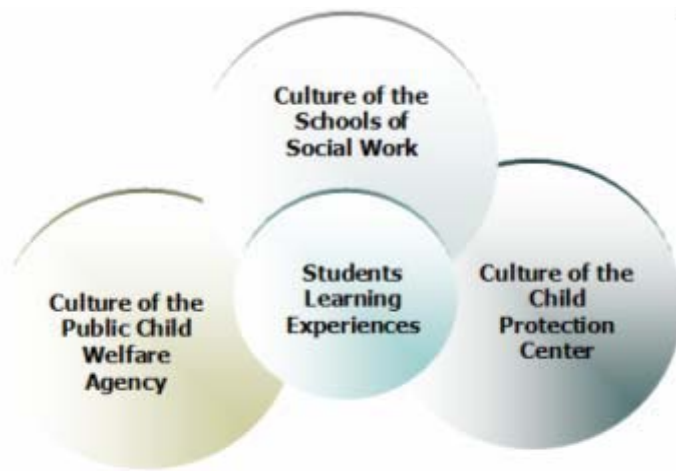 Culture of the
Schools of
Social Work
Students
Learning
Experiences
Culture of the
Public Child
Welfare
Agency
Culture of the
Child
Protection
Center